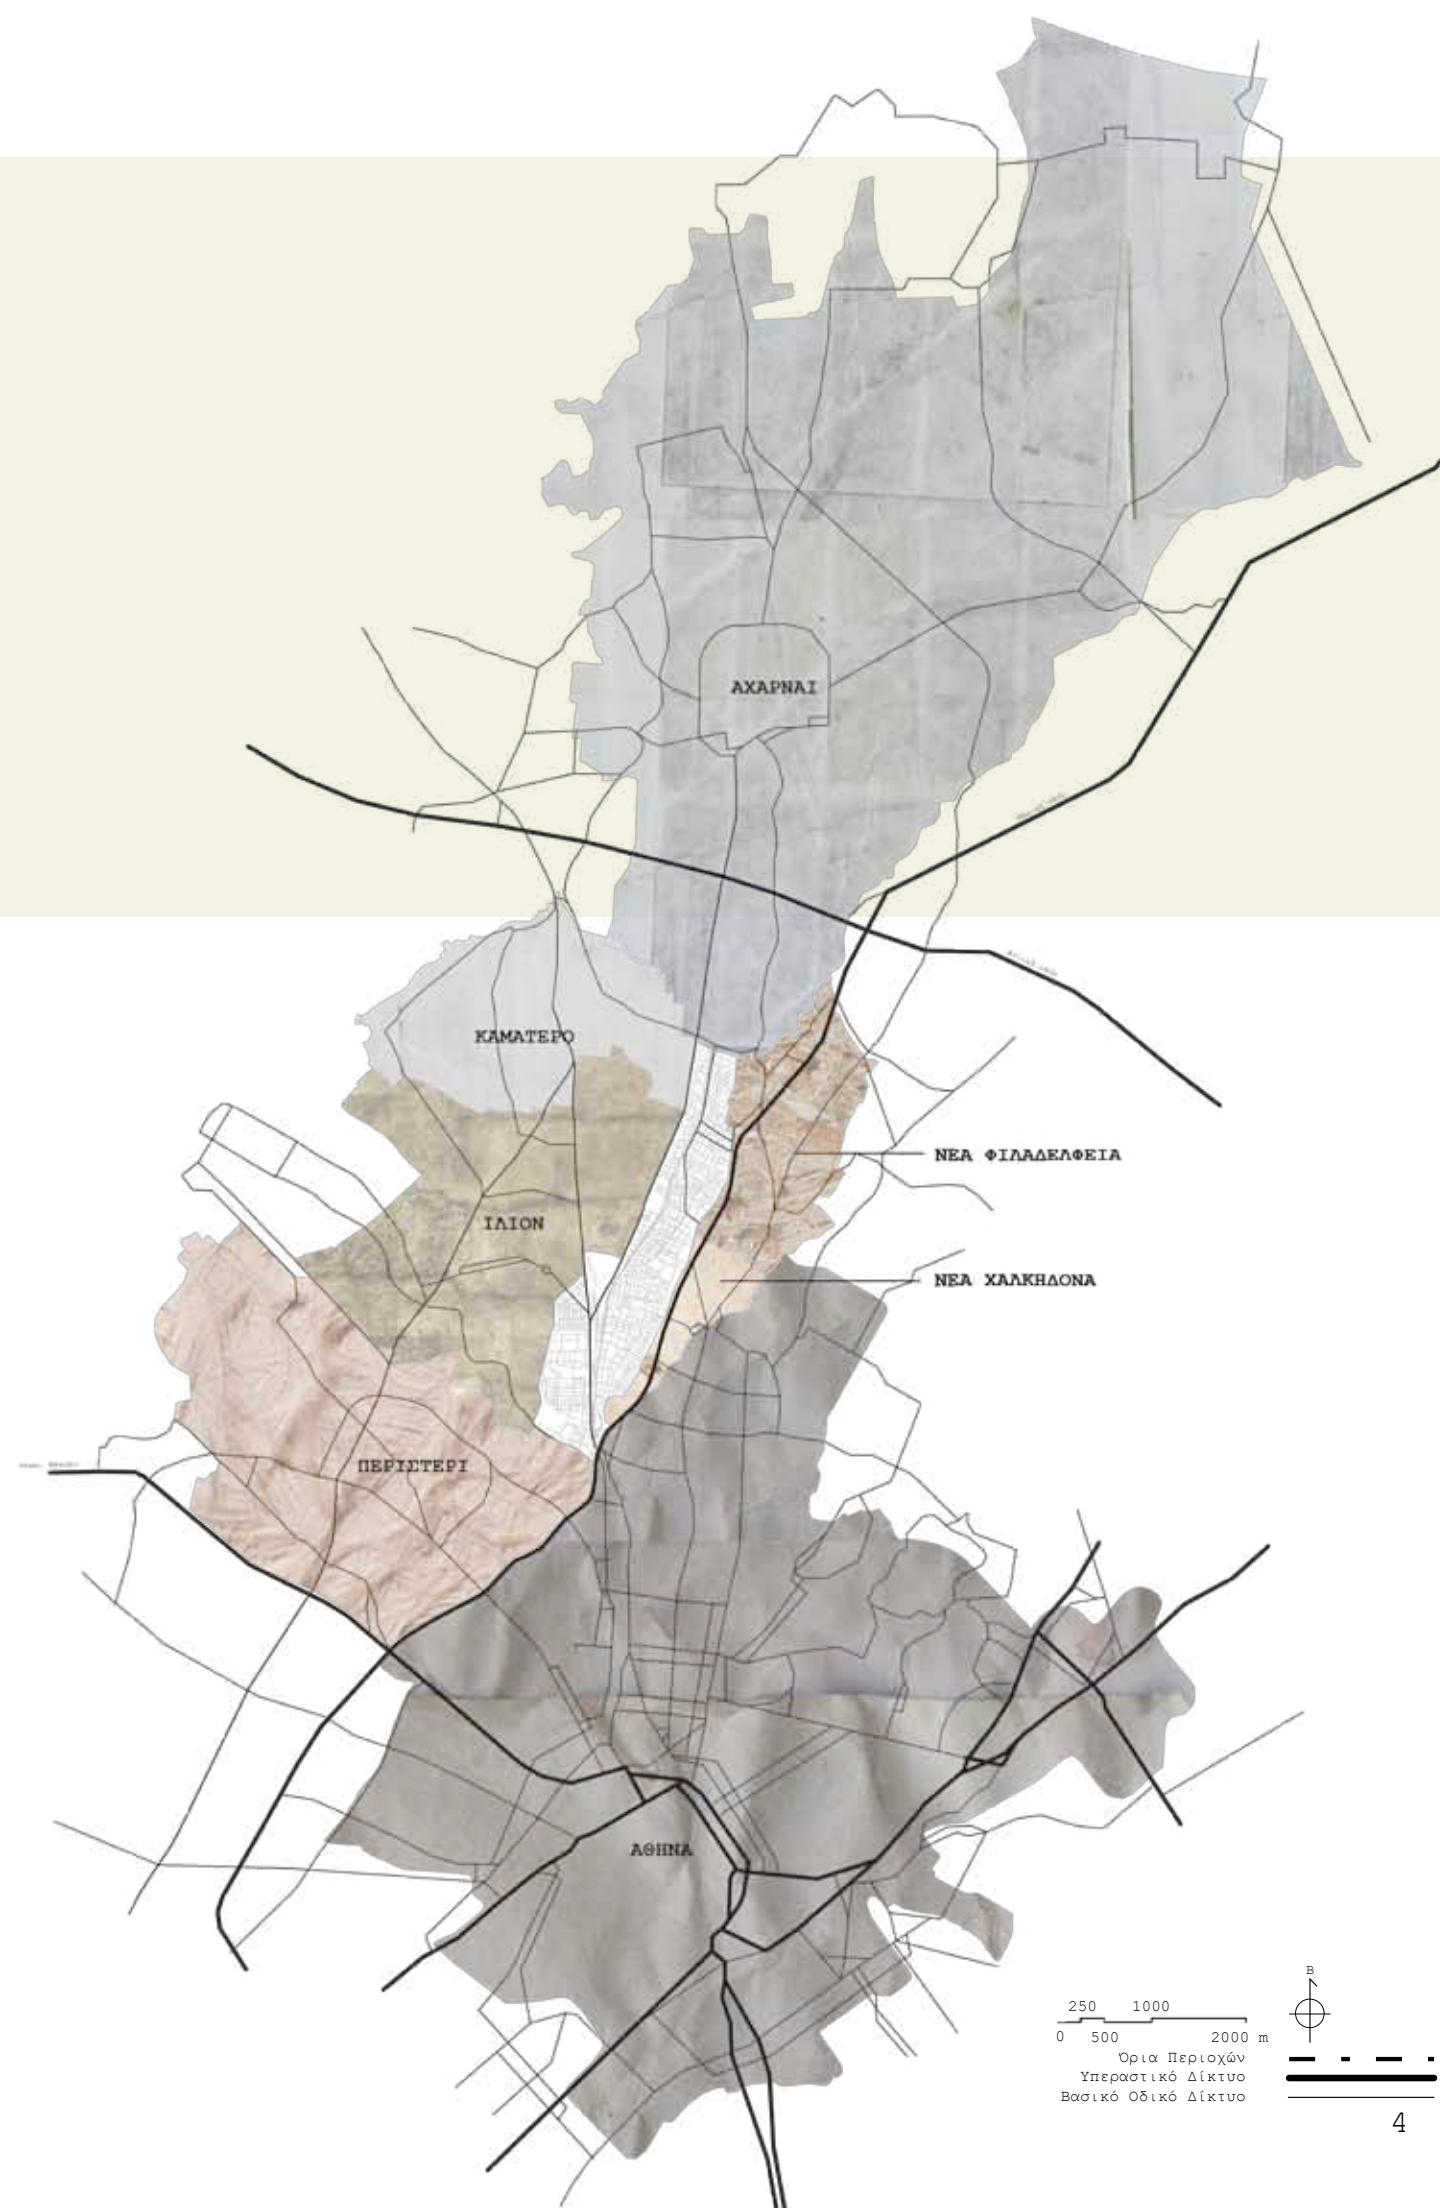 ΑΧΑΡΝΑΙ
ΚΑΜΑΤΕΡΟ
ΝΕΑ ΦΙΛΑΔΕΛΦΕΙΑ
ΙΛΙΟΝ
ΝΕΑ ΧΑΛΚΗΔΟΝΑ
ΠΕΡΙΣΤΕΡΙ
ΑΘΗΝΑ
Β
250 1000
0 500 2000 m
Όρια Περιοχών
Υπεραστικό Δίκτυο
Βασικό Οδικό Δίκτυο
4